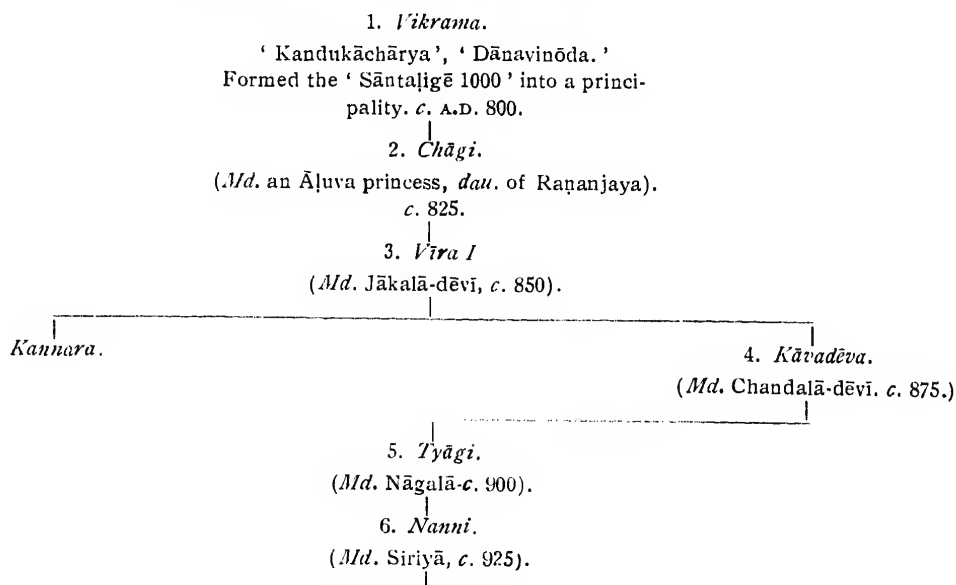 1. Vikrama.
‘ Kandukāchārya’, ‘ Dānavinōda.’
Formed the ‘ Sāntaḷigē 1000 ’ into a princi-
pality. c. A.D. 800.
2. Chāgi.
(Md. an Āḷuva princess, dau. of Raṇanjaya).
c. 825.
3. Vīra I
(Md. Jākalā-dēvī, c. 850).
Kannara.
4. Kāvadēva.
(Md. Chandalā-dēvī. c. 875.)
5. Tyāgi.
(Md. Nāgalā-c. 900).
6. Nanni.
(Md. Siriyā, c. 925).